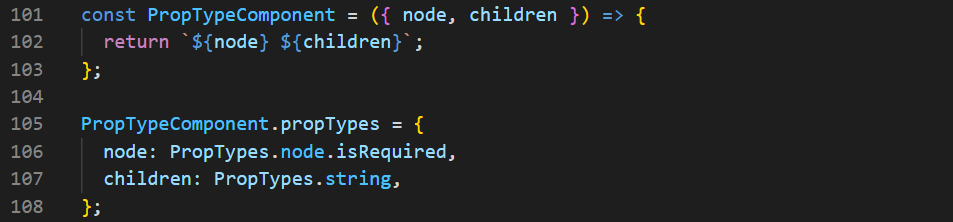 101 const PropTypeComponent = ({ node, children }) => {
102   return `${node} ${children}`;
103 };
104
105 PropTypeComponent.propTypes = {
106   node: PropTypes.node.isRequired,
107   children: PropTypes.string,
108 };